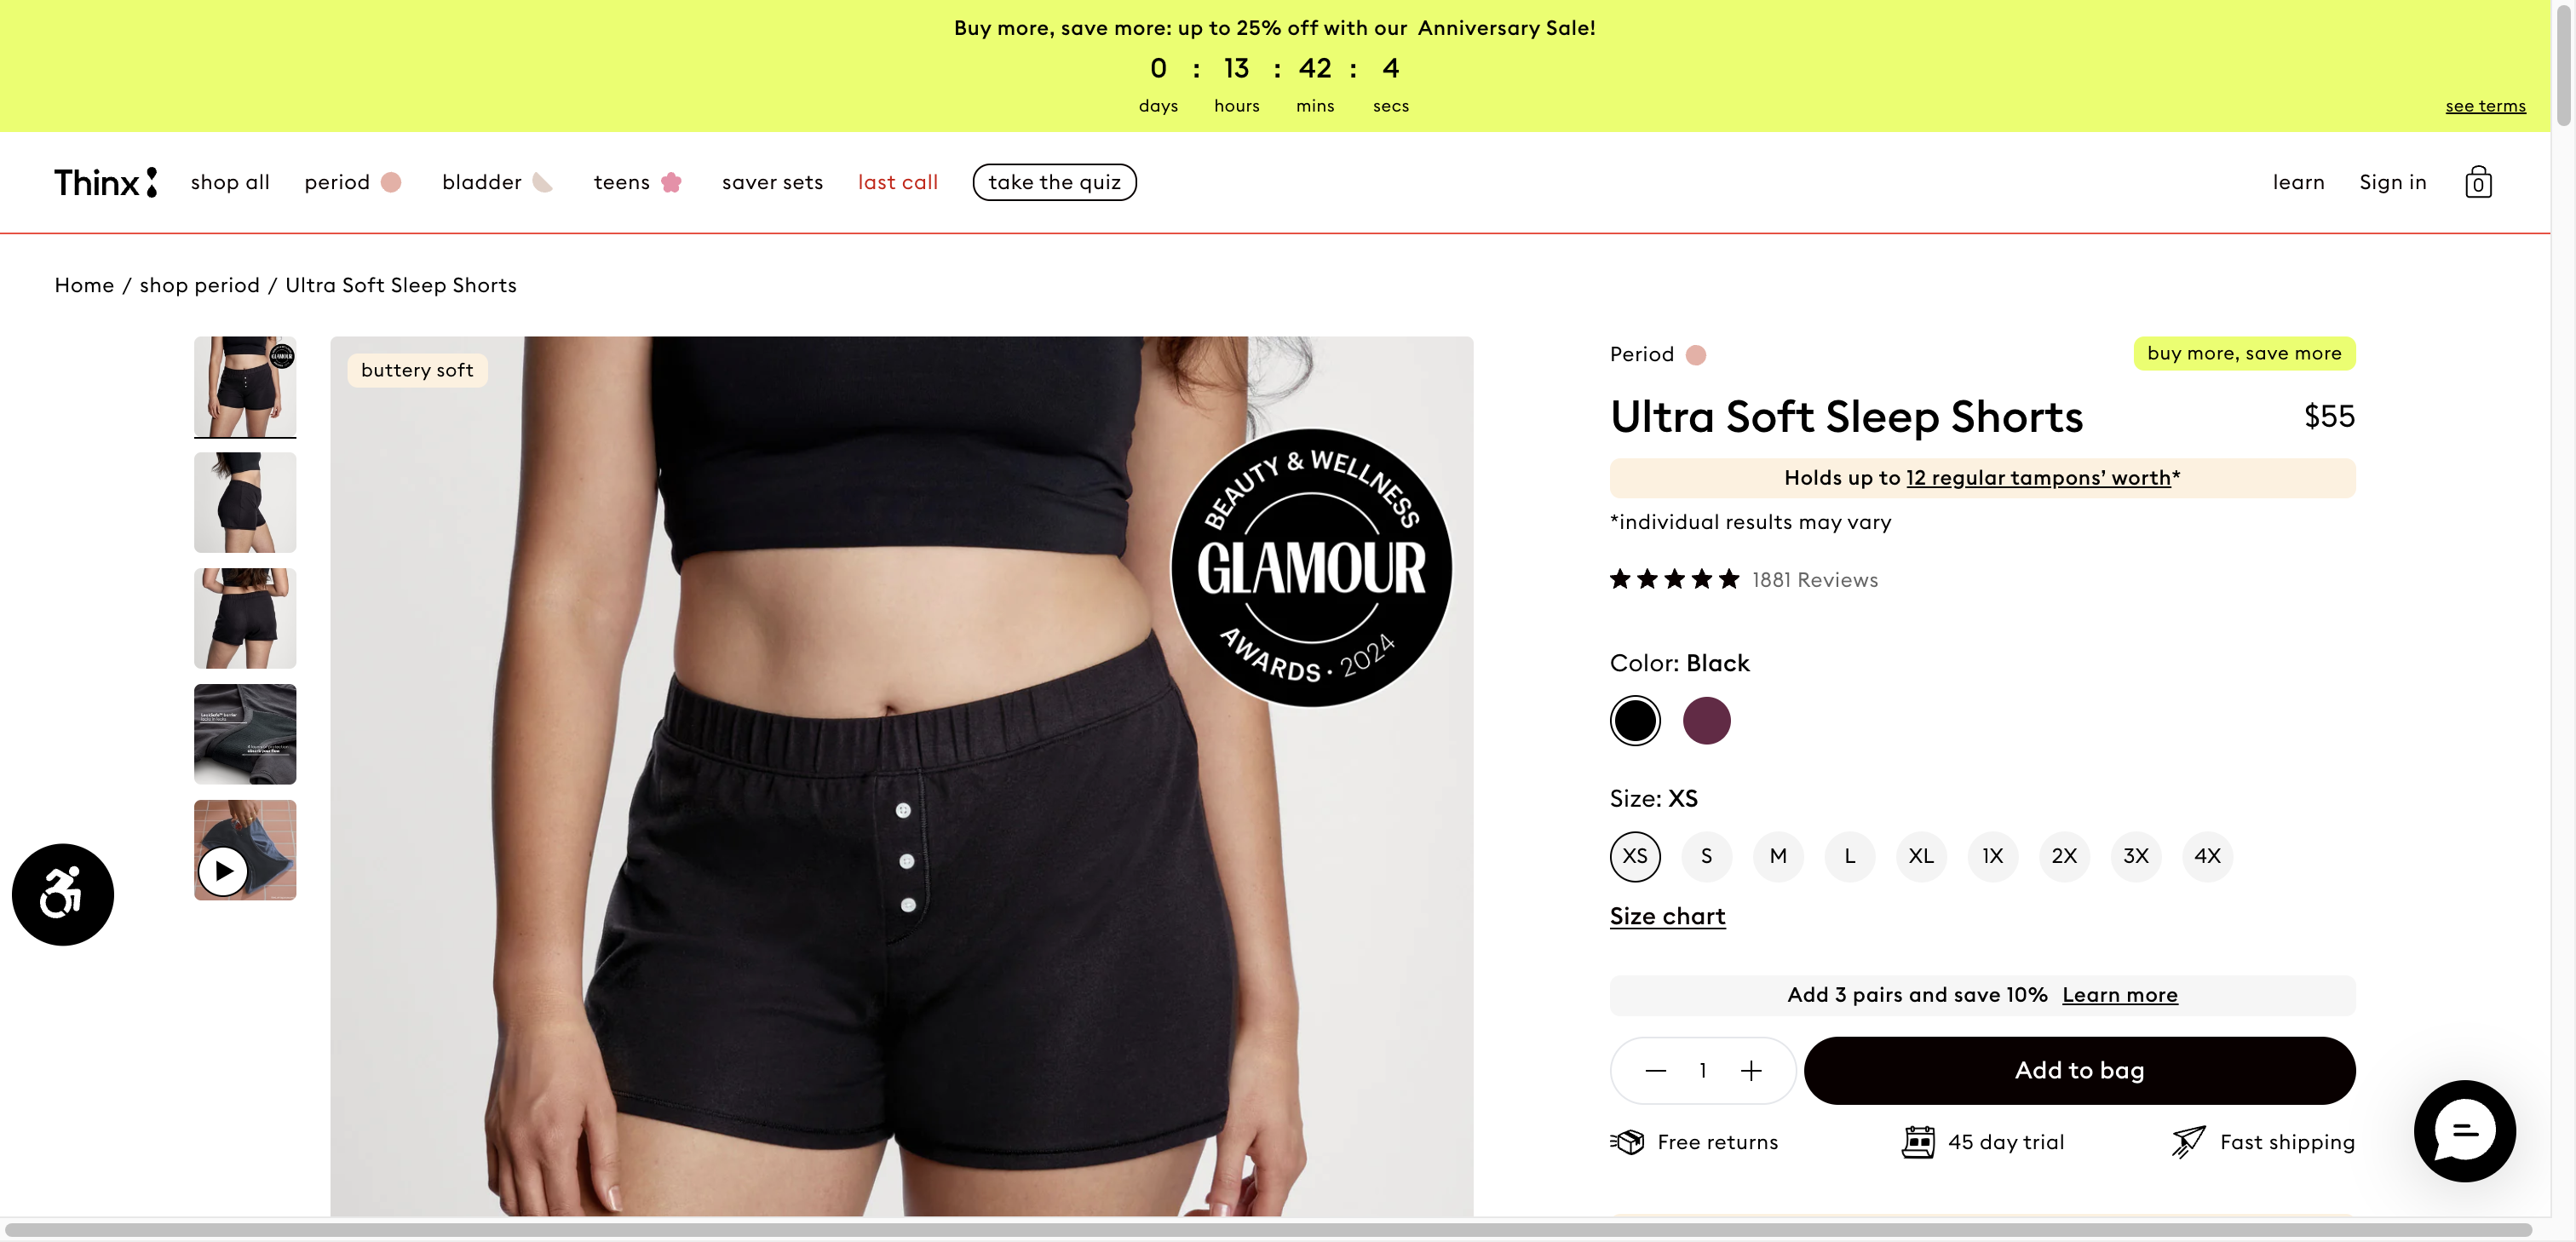 Buy more, save more: up to 25% off with our Anniversary Sale!
0 : 13 : 42 : 4
days hours mins secs
see terms
Thinx shop all period bladder teens saver sets last call take the quiz learn Sign in 0
Home / shop period / Ultra Soft Sleep Shorts
buttery soft
GLAMOUR
BEAUTY & WELLNESS
GLAMOUR
AWARDS · 2024
Period
buy more, save more
Ultra Soft Sleep Shorts $55
Holds up to 12 regular tampons’ worth*
*individual results may vary
1881 Reviews
Color: Black
Size: XS
XS S M L XL 1X 2X 3X 4X
Size chart
Add 3 pairs and save 10% Learn more
1 Add to bag
Free returns 45 day trial Fast shipping